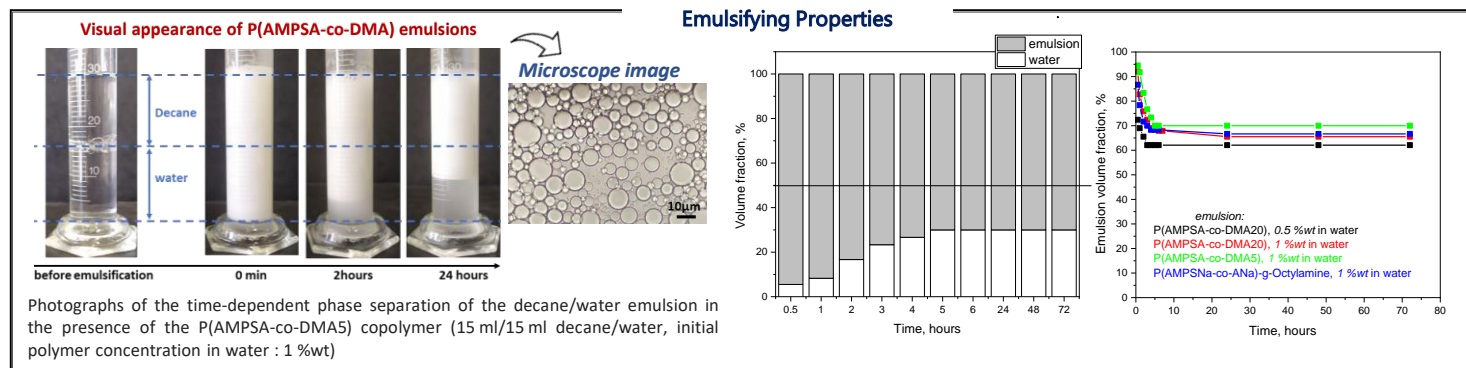 Emulsifying Properties
Visual appearance of P(AMPSA-co-DMA) emulsions
30
Decane
20
water
10
before emulsification
0 min
2hours
24 hours
Microscope image
10μm
Photographs of the time-dependent phase separation of the decane/water emulsion in
the presence of the P(AMPSA-co-DMA5) copolymer (15 ml/15 ml decane/water, initial
polymer concentration in water : 1 %wt)
emulsion
water
100
80
60
40
20
0
Volume fraction, %
0.5 1 2 3 4 5 6 24 48 72
Time, hours
100
90
80
70
60
50
40
30
20
10
0
Emulsion volume fraction, %
emulsion:
P(AMPSA-co-DMA20), 0.5 %wt in water
P(AMPSA-co-DMA20), 1 %wt in water
P(AMPSA-co-DMA5), 1 %wt in water
P(AMPSNa-co-ANa)-g-Octylamine, 1 %wt in water
0 10 20 30 40 50 60 70 80
Time, hours